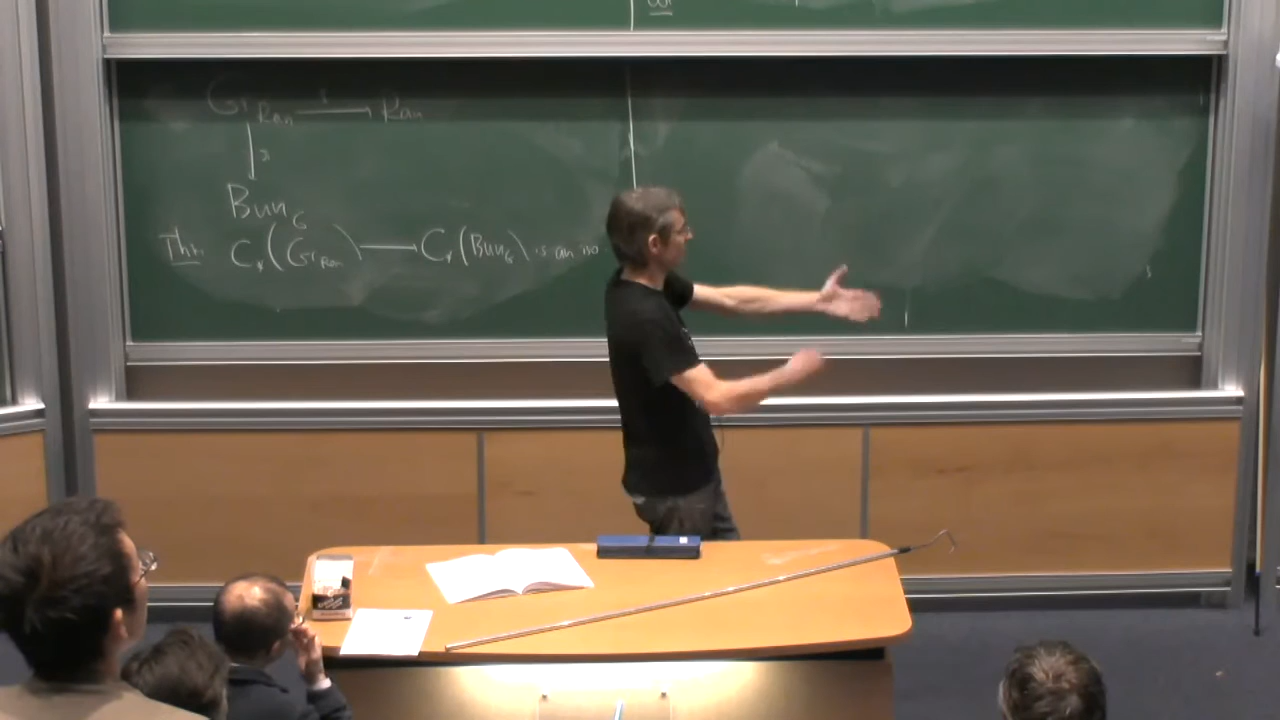 Gr_Ran → Ran
Bun_G
Thm. C_*(Gr_Ran) → C_*(Bun_G) is an iso